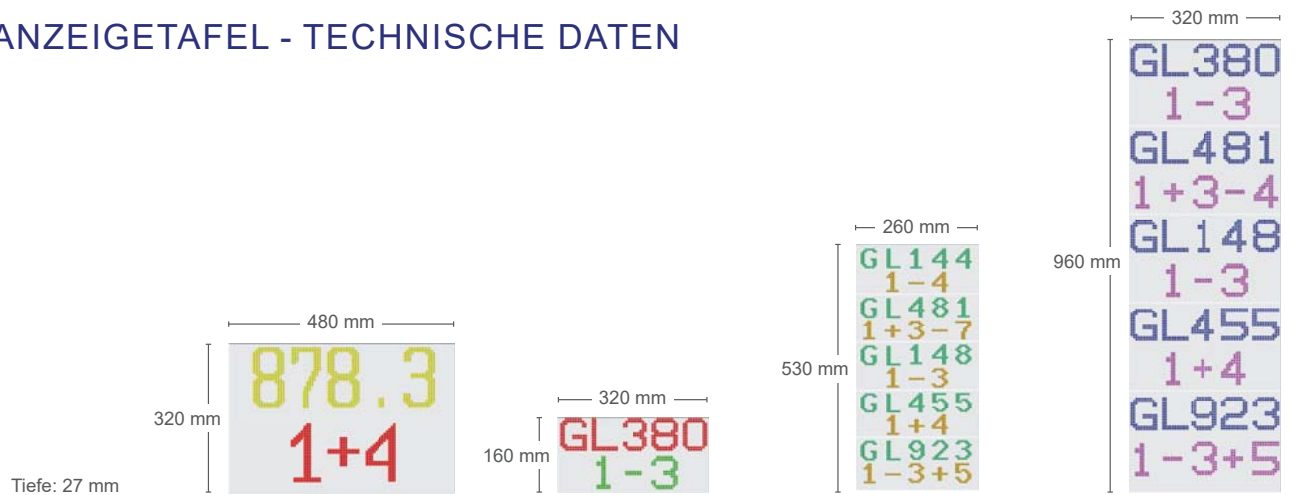 ANZEIGETAFEL - TECHNISCHE DATEN
480 mm
320 mm
878.3
1+4
320 mm
160 mm
GL380
1-3
260 mm
530 mm
GL144
1-4
GL481
1+3-7
GL148
1-3
GL455
1+4
GL923
1-3+5
320 mm
960 mm
GL380
1-3
GL481
1+3-4
GL148
1-3
GL455
1+4
GL923
1-3+5
Tiefe: 27 mm